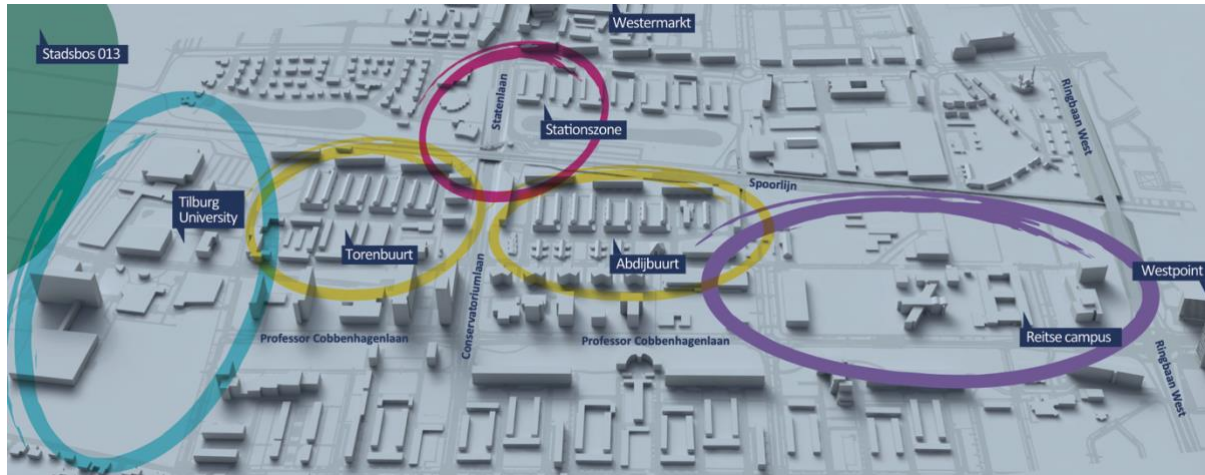 Westermarkt
Stadsbos 013
Statenlaan
Stationszone
Ringbaan West
Spoorlijn
Tilburg
University
Torenbuurt
Abdijbuurt
Westpoint
Conservatoriumlaan
Professor Cobbenhagenlaan
Professor Cobbenhagenlaan
Reitse campus
Ringbaan West